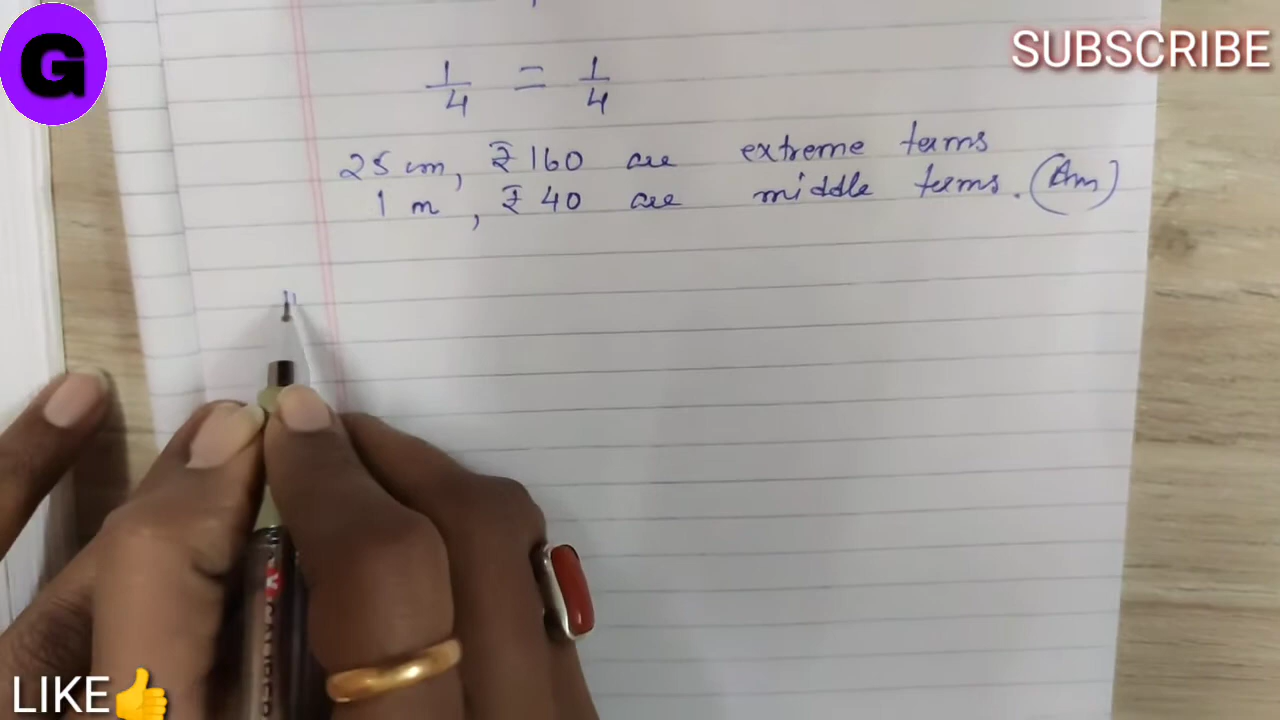 G
SUBSCRIBE
1/4 = 1/4
25 cm, ₹ 160 are extreme terms
1 m, ₹ 40 are middle terms. (Ans)
LIKE👍